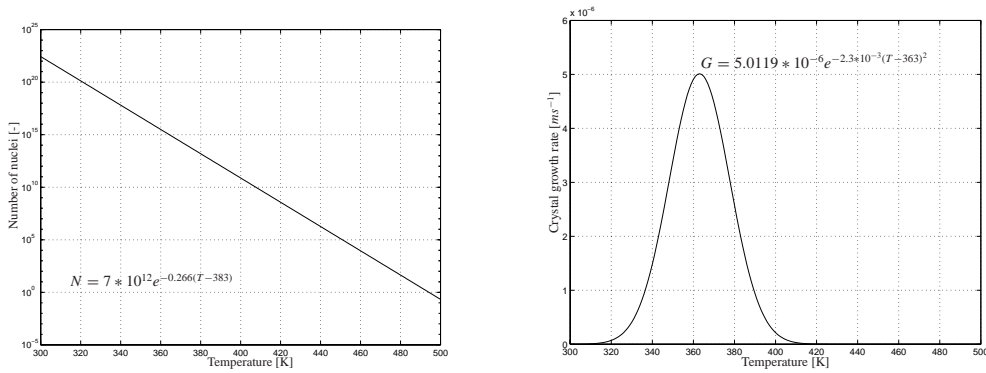 10^25
10^20
10^15
10^10
10^5
10^0
10^-5
Number of nuclei [-]
N = 7 * 10^12 e^{-0.266(T-383)}
300 320 340 360 380 400 420 440 460 480 500
Temperature [K]
x 10^-6
6
5
4
3
2
1
0
Crystal growth rate [ms^{-1}]
G = 5.0119 * 10^{-6} e^{-2.3*10^{-3}(T-363)^2}
300 320 340 360 380 400 420 440 460 480 500
Temperature [K]